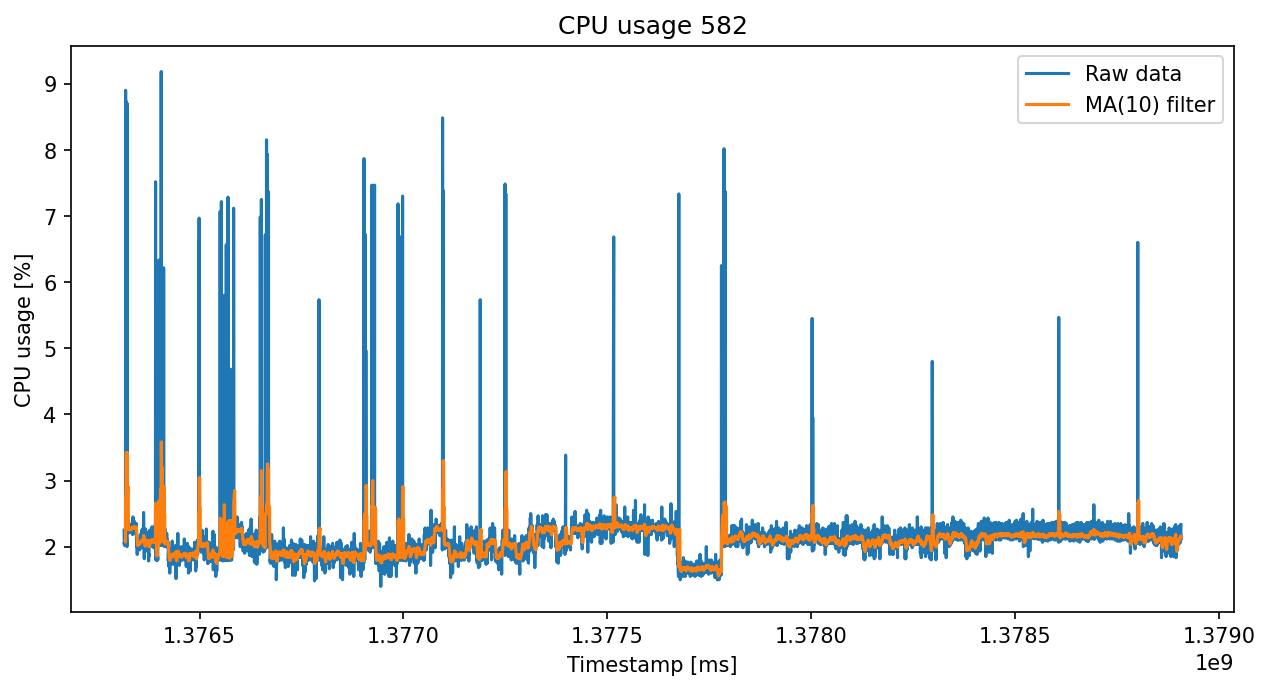 CPU usage 582
Raw data
MA(10) filter
CPU usage [%]
9
8
7
6
5
4
3
2
1.3765 1.3770 1.3775 1.3780 1.3785 1.3790
1e9
Timestamp [ms]